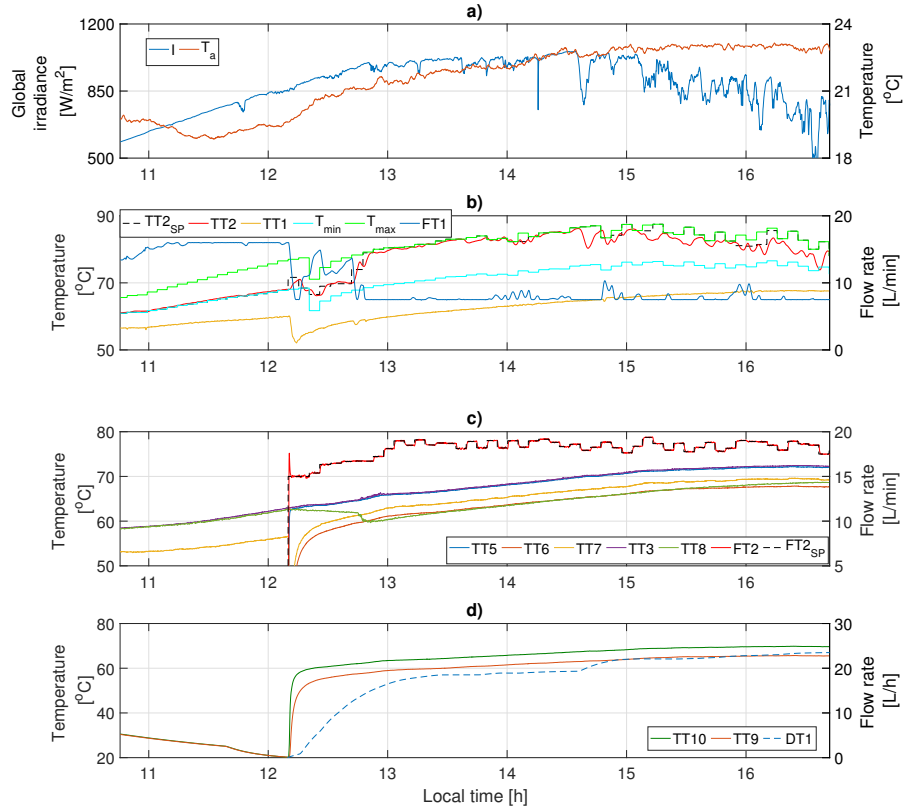 a)
1200
850
500
Global
irradiance
[W/m²]
I
Tₐ
24
21
18
Temperature
[°C]
11 12 13 14 15 16
b)
90
70
50
Temperature
[°C]
TT2_SP TT2 TT1 T_min T_max FT1
20
10
0
Flow rate
[L/min]
11 12 13 14 15 16
c)
80
70
60
50
Temperature
[°C]
TT5 TT6 TT7 TT3 TT8 FT2 FT2_SP
20
15
10
5
Flow rate
[L/min]
11 12 13 14 15 16
d)
80
60
40
20
Temperature
[°C]
TT10 TT9 DT1
30
20
10
0
Flow rate
[L/h]
11 12 13 14 15 16
Local time [h]